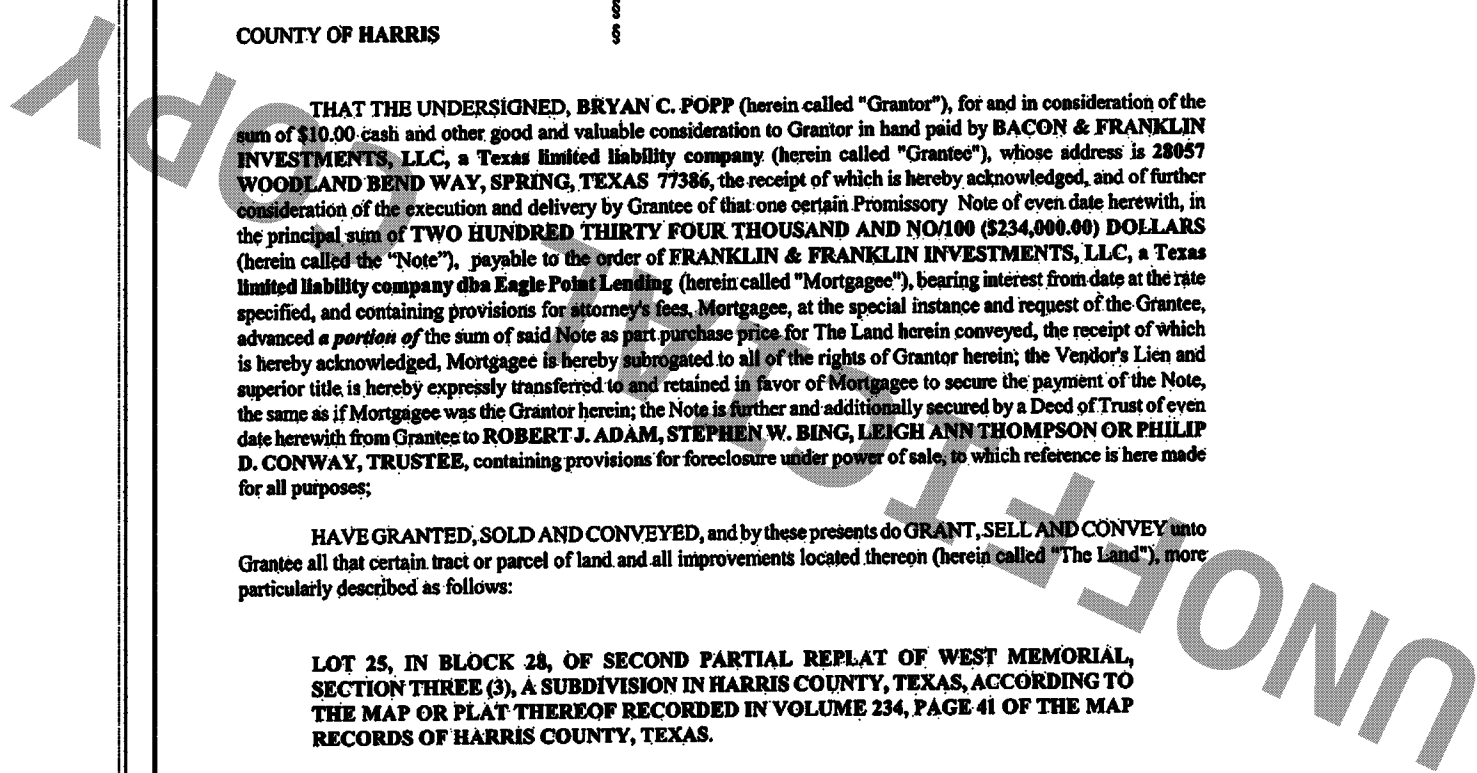 §
COUNTY OF HARRIS §
THAT THE UNDERSIGNED, BRYAN C. POPP (herein called "Grantor"), for and in consideration of the
sum of $10.00 cash and other good and valuable consideration to Grantor in hand paid by BACON & FRANKLIN
INVESTMENTS, LLC, a Texas limited liability company (herein called "Grantee"), whose address is 28057
WOODLAND BEND WAY, SPRING, TEXAS 77386, the receipt of which is hereby acknowledged, and of further
consideration of the execution and delivery by Grantee of that one certain Promissory Note of even date herewith, in
the principal sum of TWO HUNDRED THIRTY FOUR THOUSAND AND NO/100 ($234,000.00) DOLLARS
(herein called the "Note"), payable to the order of FRANKLIN & FRANKLIN INVESTMENTS, LLC, a Texas
limited liability company dba Eagle Point Lending (herein called "Mortgagee"), bearing interest from date at the rate
specified, and containing provisions for attorney's fees, Mortgagee, at the special instance and request of the Grantee,
advanced a portion of the sum of said Note as part purchase price for The Land herein conveyed, the receipt of which
is hereby acknowledged, Mortgagee is hereby subrogated to all of the rights of Grantor herein; the Vendor's Lien and
superior title is hereby expressly transferred to and retained in favor of Mortgagee to secure the payment of the Note,
the same as if Mortgagee was the Grantor herein; the Note is further and additionally secured by a Deed of Trust of even
date herewith from Grantee to ROBERT J. ADAM, STEPHEN W. BING, LEIGH ANN THOMPSON OR PHILIP
D. CONWAY, TRUSTEE, containing provisions for foreclosure under power of sale, to which reference is here made
for all purposes;
HAVE GRANTED, SOLD AND CONVEYED, and by these presents do GRANT, SELL AND CONVEY unto
Grantee all that certain tract or parcel of land and all improvements located thereon (herein called "The Land"), more
particularly described as follows:
LOT 25, IN BLOCK 28, OF SECOND PARTIAL REPLAT OF WEST MEMORIAL,
SECTION THREE (3), A SUBDIVISION IN HARRIS COUNTY, TEXAS, ACCORDING TO
THE MAP OR PLAT THEREOF RECORDED IN VOLUME 234, PAGE 41 OF THE MAP
RECORDS OF HARRIS COUNTY, TEXAS.
UNOFFICIAL COPY